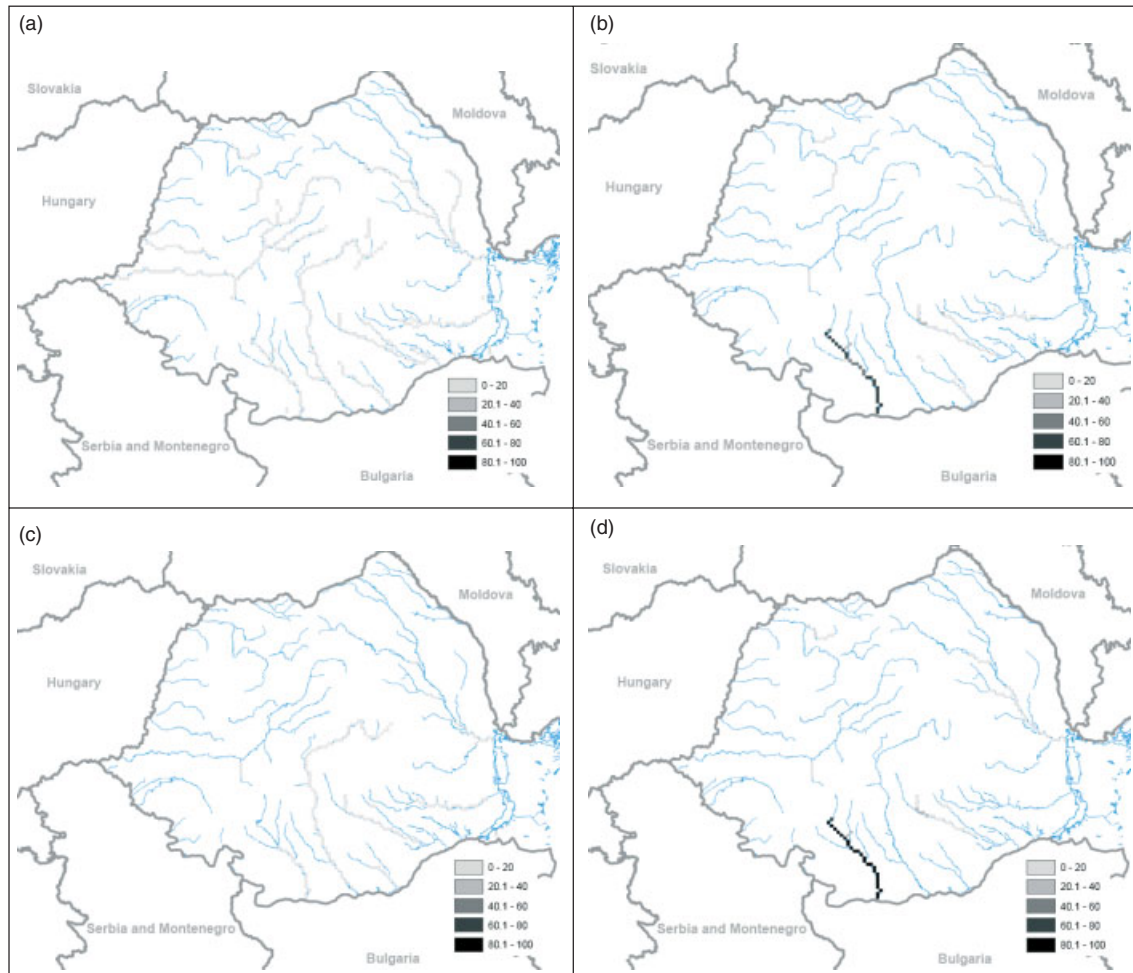 (a)
Slovakia
Moldova
Hungary
Serbia and Montenegro
Bulgaria
0 - 20
20.1 - 40
40.1 - 60
60.1 - 80
80.1 - 100
(b)
Slovakia
Moldova
Hungary
Serbia and Montenegro
Bulgaria
0 - 20
20.1 - 40
40.1 - 60
60.1 - 80
80.1 - 100
(c)
Slovakia
Moldova
Hungary
Serbia and Montenegro
Bulgaria
0 - 20
20.1 - 40
40.1 - 60
60.1 - 80
80.1 - 100
(d)
Slovakia
Moldova
Hungary
Serbia and Montenegro
Bulgaria
0 - 20
20.1 - 40
40.1 - 60
60.1 - 80
80.1 - 100